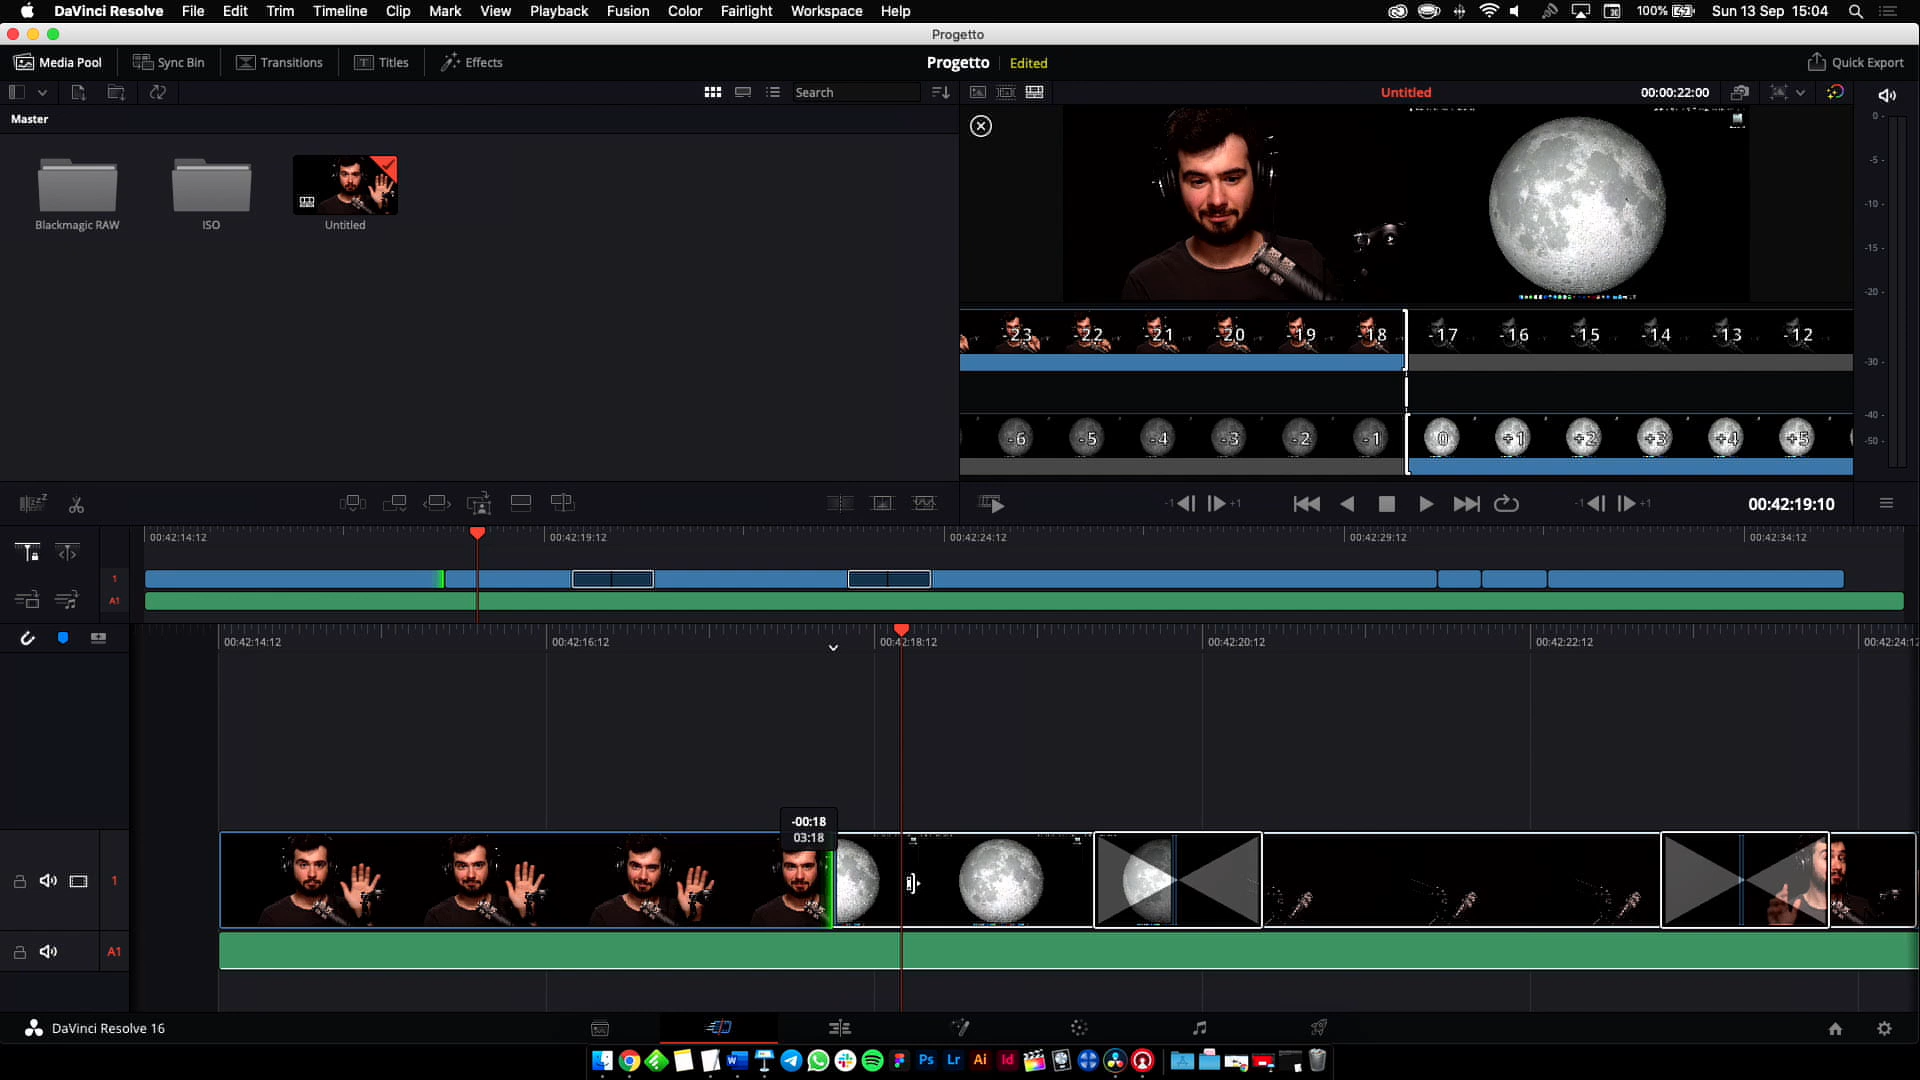 DaVinci Resolve File Edit Trim Timeline Clip Mark View Playback Fusion Color Fairlight Workspace Help 100% Sun 13 Sep 15:04
Progetto
Media Pool Sync Bin Transitions Titles Effects Progetto Edited Quick Export
Search Untitled 00:00:22:00
Master
0
-5
-10
-15
-20
-30
-40
-50
Blackmagic RAW ISO Untitled
-23 -22 -21 -20 -19 -18 -17 -16 -15 -14 -13 -12
-6 -5 -4 -3 -2 -1 0 +1 +2 +3 +4 +5
-1 +1 -1 +1 00:42:19:10
00:42:14:12 00:42:19:12 00:42:24:12 00:42:29:12 00:42:34:12
1
A1
00:42:14:12 00:42:16:12 00:42:18:12 00:42:20:12 00:42:22:12 00:42:24:12
-00:18
03:18
1
A1
DaVinci Resolve 16
Ps Lr Ai Id